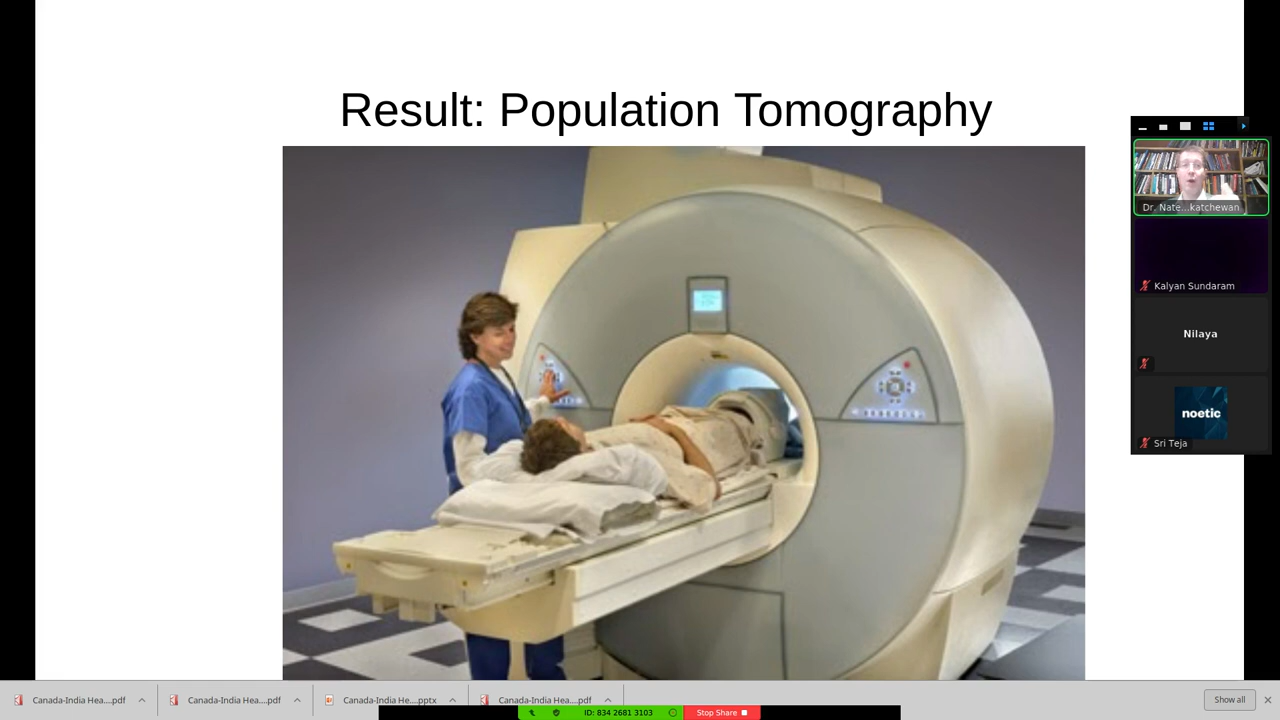 Result: Population Tomography
Dr. Nate...katchewan
Kalyan Sundaram
Nilaya
noetic
Sri Teja
Canada-India Hea....pdf
Canada-India Hea....pdf
Canada-India He....pptx
Canada-India Hea....pdf
Show all
ID: 834 2681 3103
Stop Share